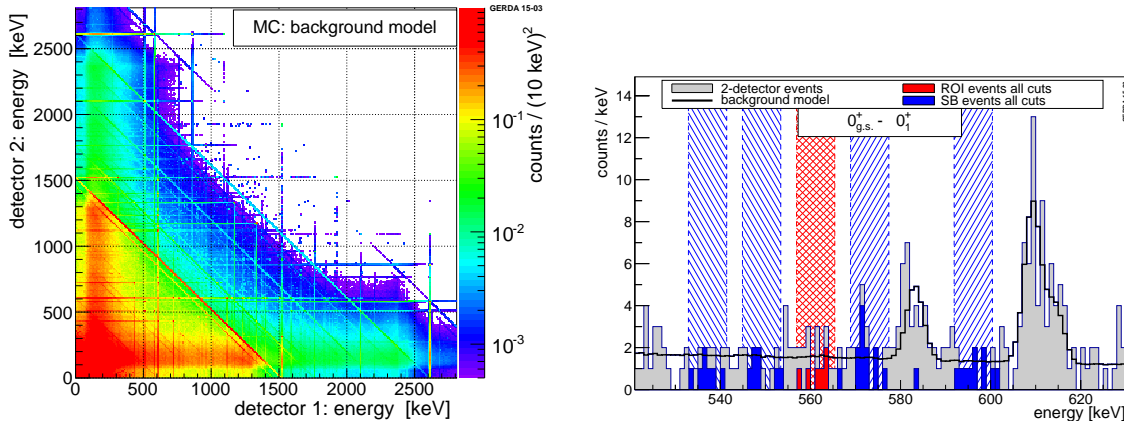 GERDA 15-03
MC: background model
detector 2: energy [keV]
2500
2000
1500
1000
500
0
0 500 1000 1500 2000 2500
detector 1: energy [keV]
10⁻¹
10⁻²
10⁻³
counts / (10 keV)²
2-detector events
background model
ROI events all cuts
SB events all cuts
0⁺g.s. - 0⁺1
counts / keV
14
12
10
8
6
4
2
0
540 560 580 600 620
energy [keV]